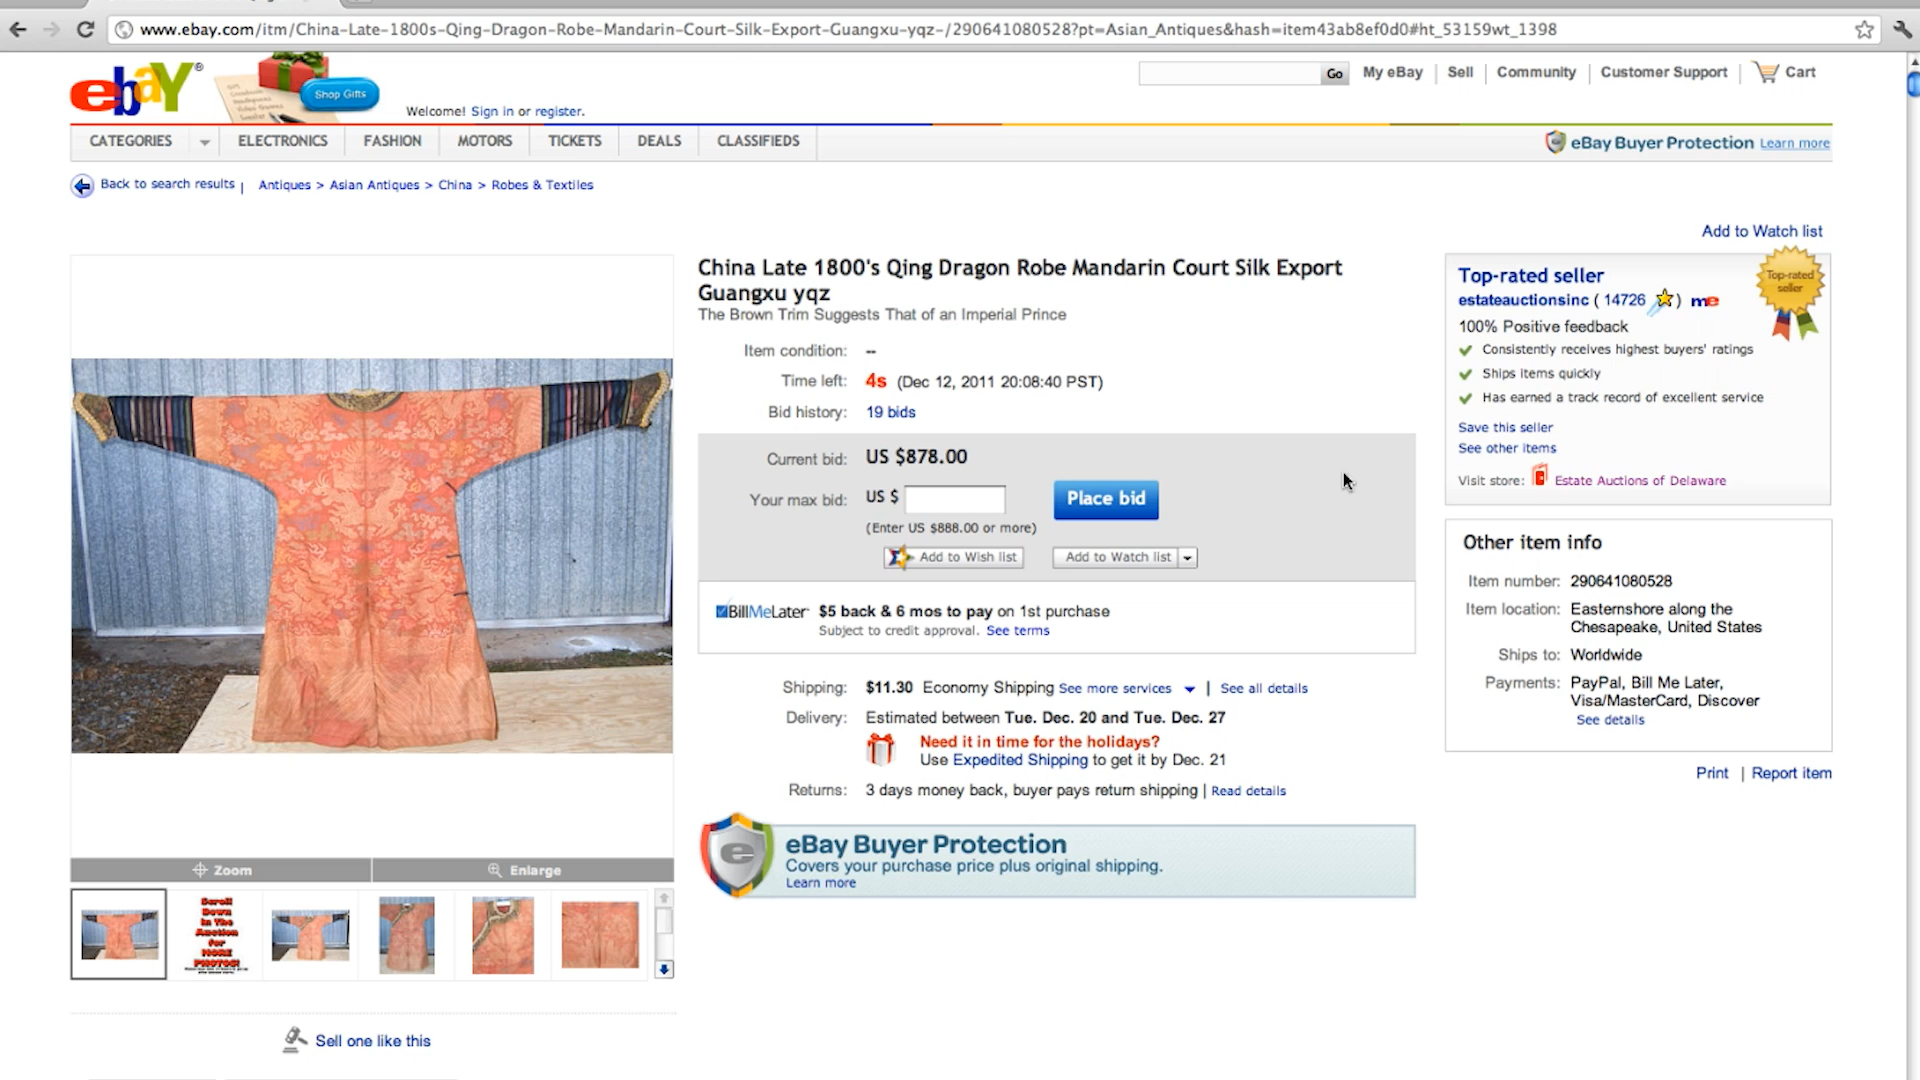 www.ebay.com/itm/China-Late-1800s-Qing-Dragon-Robe-Mandarin-Court-Silk-Export-Guangxu-yqz-/290641080528?pt=Asian_Antiques&hash=item43ab8ef0d0#ht_53159wt_1398
ebay®
Shop Gifts
Welcome! Sign in or register.
Go
My eBay
Sell
Community
Customer Support
Cart
CATEGORIES
ELECTRONICS
FASHION
MOTORS
TICKETS
DEALS
CLASSIFIEDS
eBay Buyer Protection Learn more
Back to search results | Antiques > Asian Antiques > China > Robes & Textiles
Add to Watch list
China Late 1800's Qing Dragon Robe Mandarin Court Silk Export
Guangxu yqz
The Brown Trim Suggests That of an Imperial Prince
Item condition: --
Time left: 4s (Dec 12, 2011 20:08:40 PST)
Bid history: 19 bids
Current bid: US $878.00
Your max bid: US $
Place bid
(Enter US $888.00 or more)
Add to Wish list
Add to Watch list
BillMeLater $5 back & 6 mos to pay on 1st purchase
Subject to credit approval. See terms
Shipping: $11.30 Economy Shipping See more services | See all details
Delivery: Estimated between Tue. Dec. 20 and Tue. Dec. 27
Need it in time for the holidays?
Use Expedited Shipping to get it by Dec. 21
Returns: 3 days money back, buyer pays return shipping | Read details
eBay Buyer Protection
Covers your purchase price plus original shipping.
Learn more
Top-rated seller
Top-rated
seller
estateauctionsinc ( 14726 ) me
100% Positive feedback
Consistently receives highest buyers' ratings
Ships items quickly
Has earned a track record of excellent service
Save this seller
See other items
Visit store: Estate Auctions of Delaware
Other item info
Item number: 290641080528
Item location: Easternshore along the
Chesapeake, United States
Ships to: Worldwide
Payments: PayPal, Bill Me Later,
Visa/MasterCard, Discover
See details
Print | Report item
Zoom
Enlarge
Scroll
Down
In The
Auction
for
MORE
PHOTOS!
Sell one like this